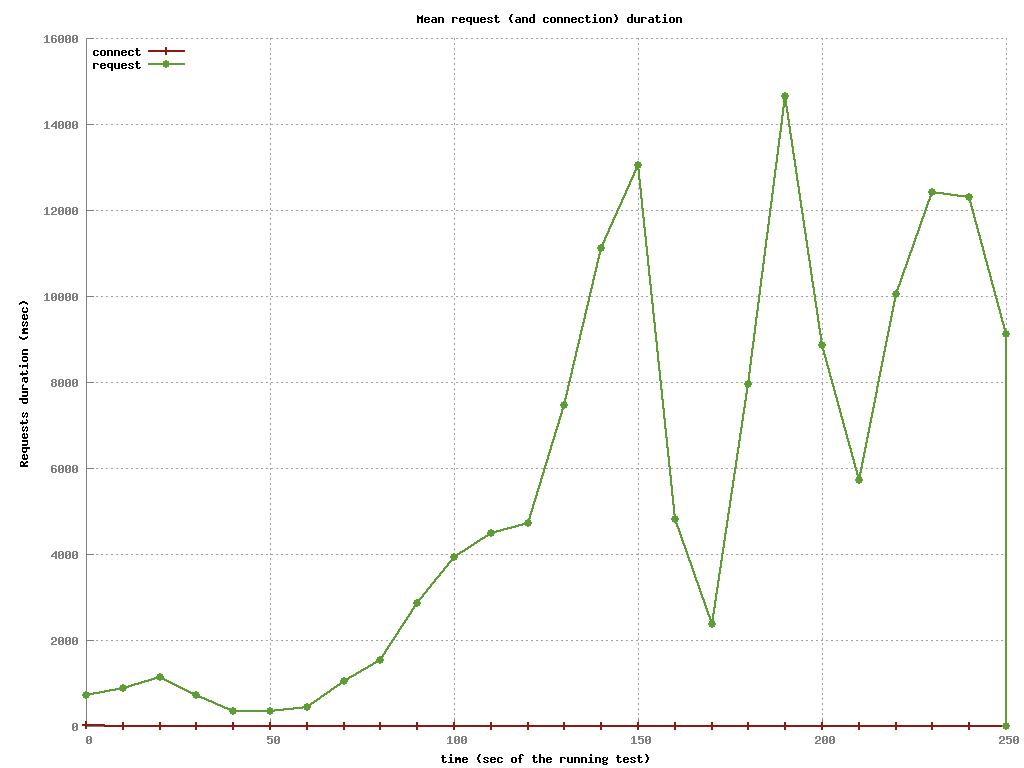 Mean request (and connection) duration
16000
connect
request
14000
12000
10000
8000
6000
4000
2000
0
Requests duration (msec)
0 50 100 150 200 250
time (sec of the running test)